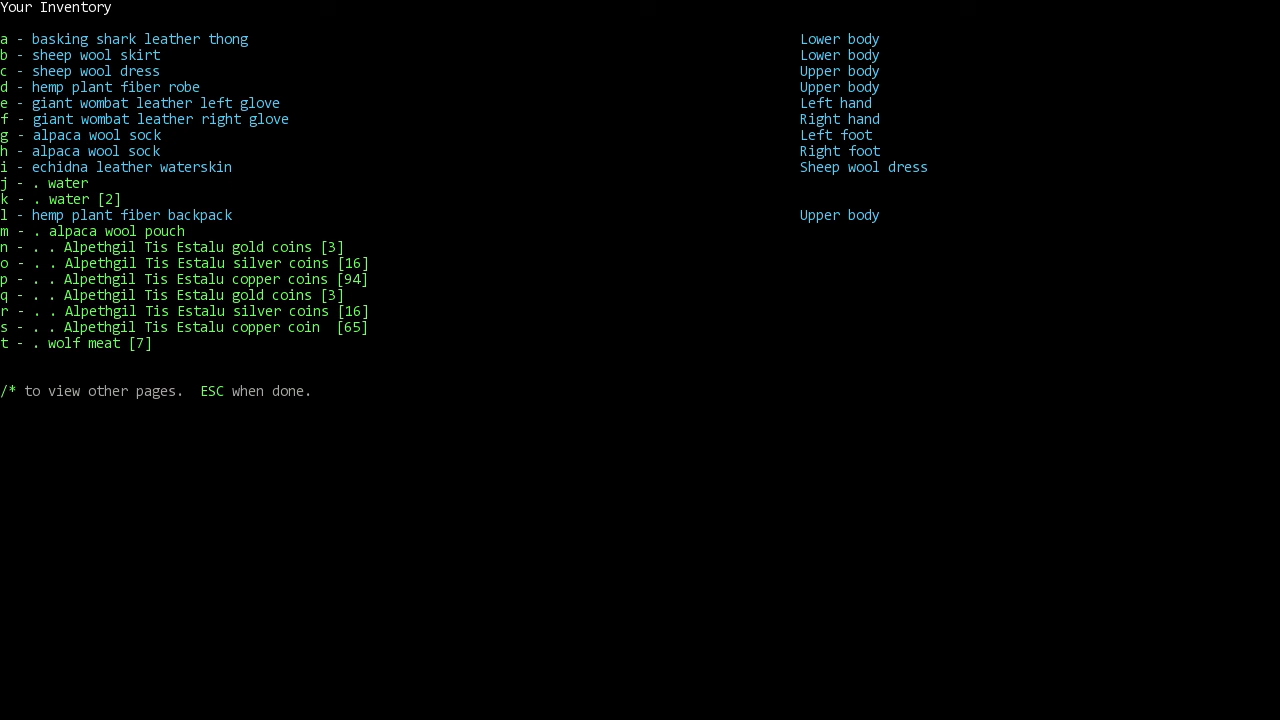 Your Inventory
a - basking shark leather thong Lower body
b - sheep wool skirt Lower body
c - sheep wool dress Upper body
d - hemp plant fiber robe Upper body
e - giant wombat leather left glove Left hand
f - giant wombat leather right glove Right hand
g - alpaca wool sock Left foot
h - alpaca wool sock Right foot
i - echidna leather waterskin Sheep wool dress
j - . water
k - . water [2]
l - hemp plant fiber backpack Upper body
m - . alpaca wool pouch
n - . . Alpethgil Tis Estalu gold coins [3]
o - . . Alpethgil Tis Estalu silver coins [16]
p - . . Alpethgil Tis Estalu copper coins [94]
q - . . Alpethgil Tis Estalu gold coins [3]
r - . . Alpethgil Tis Estalu silver coins [16]
s - . . Alpethgil Tis Estalu copper coin [65]
t - . wolf meat [7]
/* to view other pages. ESC when done.